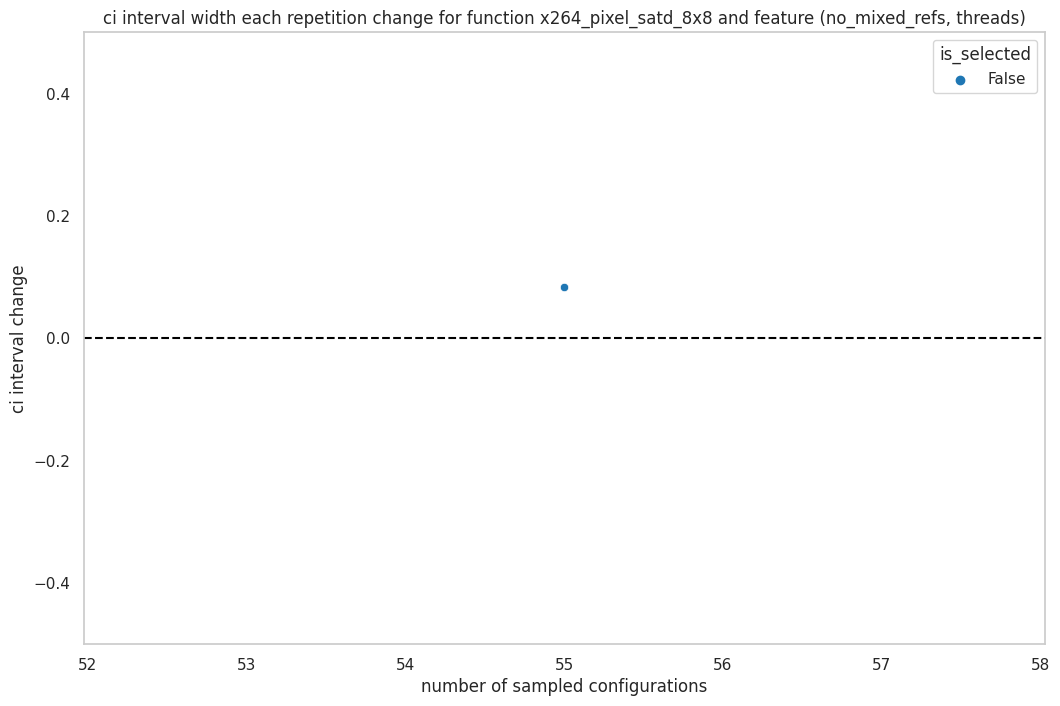 ci interval width each repetition change for function x264_pixel_satd_8x8 and feature (no_mixed_refs, threads)
is_selected
False
0.4
0.2
0.0
−0.2
−0.4
ci interval change
52 53 54 55 56 57 58
number of sampled configurations